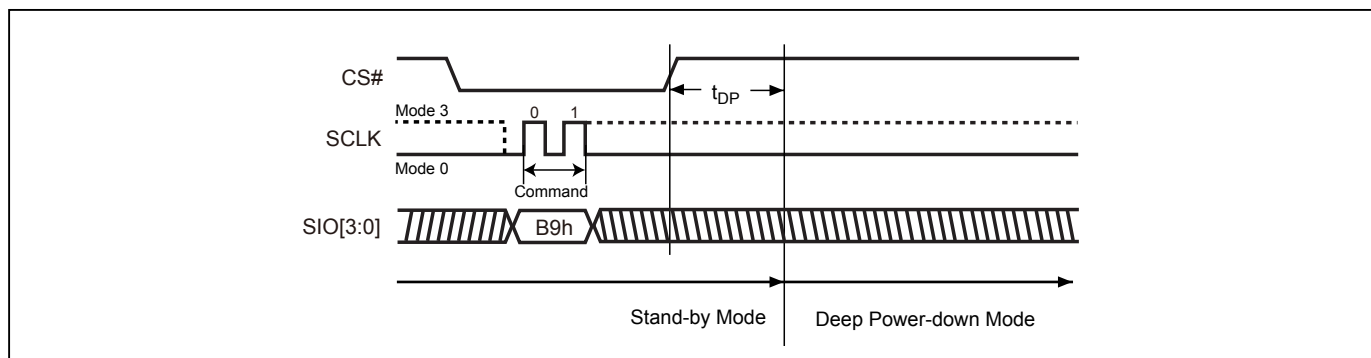 CS#
tDP
Mode 3
0 1
SCLK
Mode 0
Command
SIO[3:0]
B9h
Stand-by Mode
Deep Power-down Mode